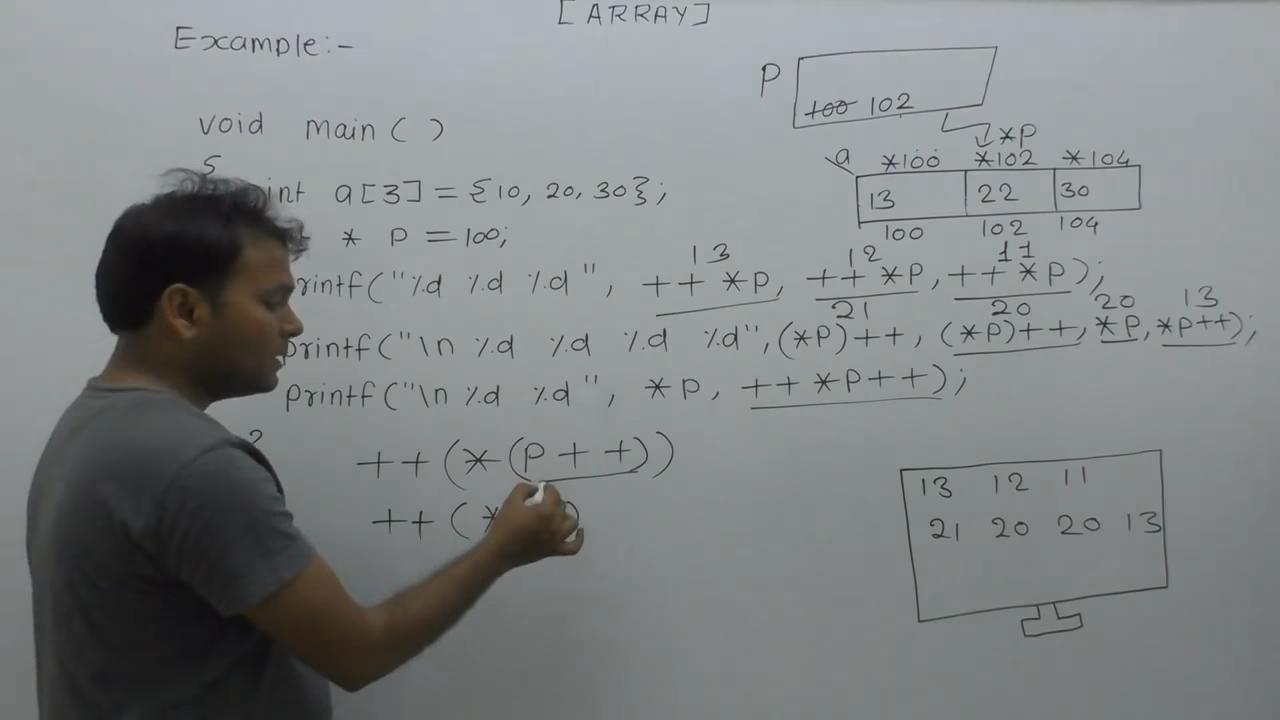 [ARRAY]
Example:-
void main( )
int a[3] = {10, 20, 30};
* p = 100;
printf("%d %d %d", ++ *p, ++ *p, ++ *p);
13 12 11
printf("\n %d %d %d %d", (*p)++, (*p)++, *p, *p++);
21 20 20 13
printf("\n %d %d", *p, ++ *p++);
++(*(p++))
++(*
P
100 102
*p
a *100 *102 *104
13 22 30
100 102 104
13 12 11
21 20 20 13